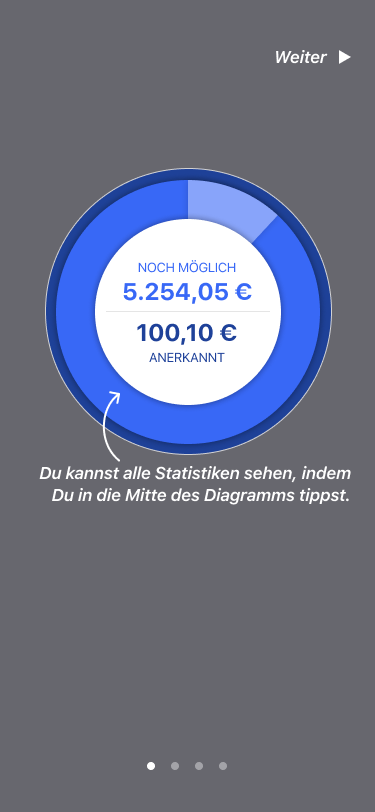 Weiter
NOCH MÖGLICH
5.254,05 €
100,10 €
ANERKANNT
Du kannst alle Statistiken sehen, indem
Du in die Mitte des Diagramms tippst.